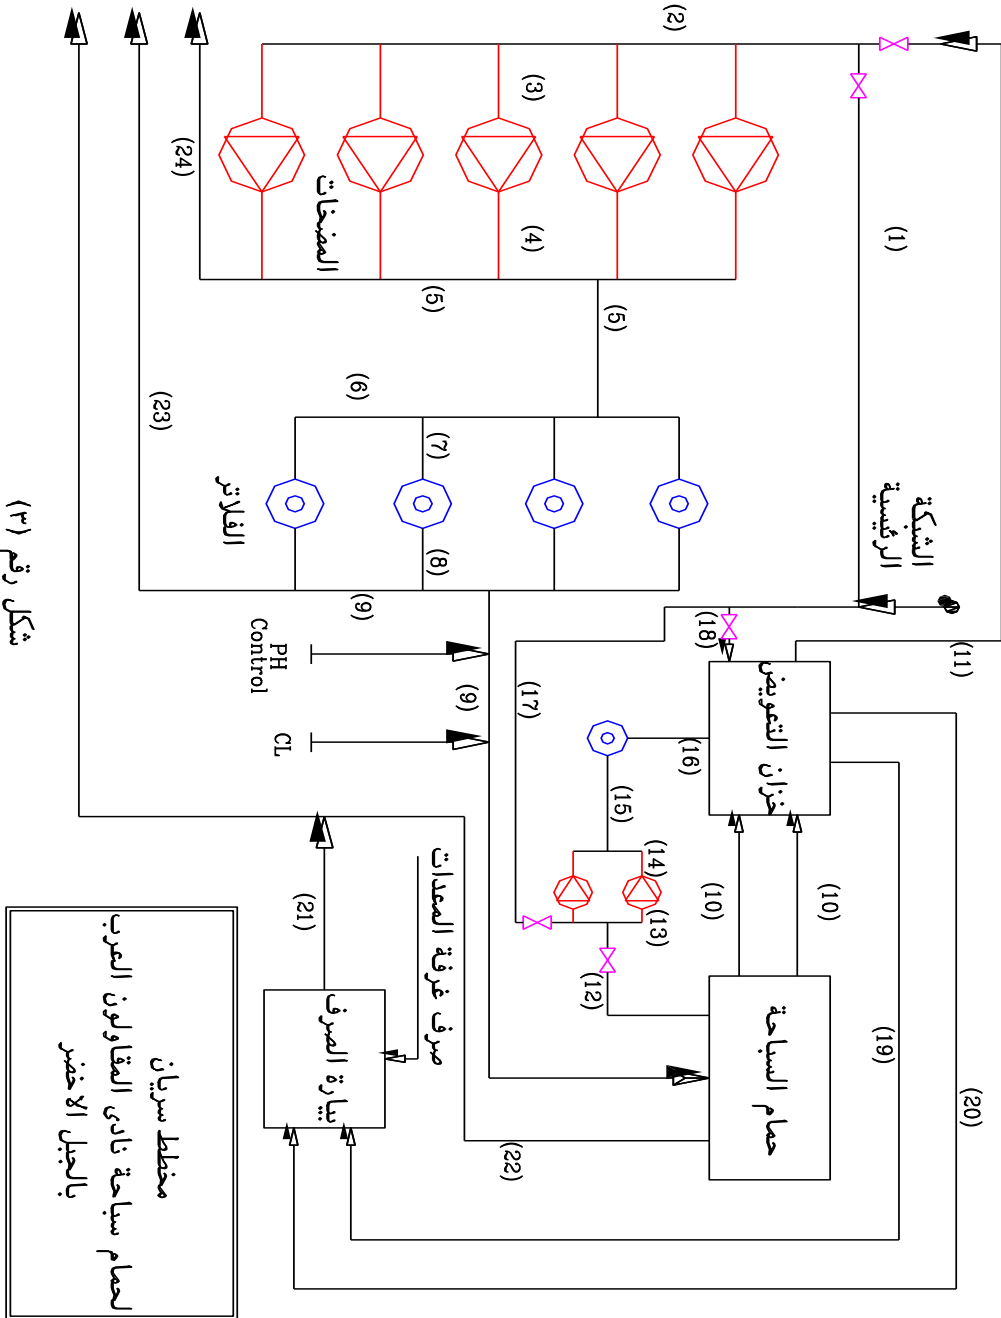 (11)
(20)
(1)
الشبكة
الرئيسية
(19)
(10)
خزان التعويض
حمام السباحة
(18)
(2)
(16)
(10)
(14)
(13)
(5)
(15)
(12)
(3)
(4)
(17)
(22)
(9)
(5)
(7)
(8)
صرف غرفة المعدات
(6)
(9)
المضخات
بيارة الصرف
(21)
CL
PH
Control
الفلاتر
(24)
(23)
مخطط سريان
لحمام سباحة نادى المقاولون العرب
بالجبل الاخضر
شكل رقم (٣)